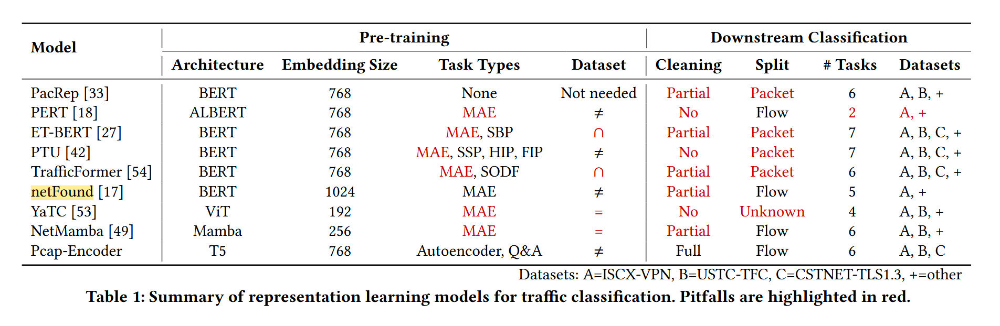 Model Pre-training Downstream Classification
Architecture Embedding Size Task Types Dataset Cleaning Split # Tasks Datasets
PacRep [33] BERT 768 None Not needed Partial Packet 6 A, B, +
PERT [18] ALBERT 768 MAE ≠ No Flow 2 A, +
ET-BERT [27] BERT 768 MAE, SBP ∩ Partial Packet 7 A, B, C, +
PTU [42] BERT 768 MAE, SSP, HIP, FIP ≠ No Packet 7 A, B, C, +
TrafficFormer [54] BERT 768 MAE, SODF ∩ Partial Packet 6 A, B, C, +
netFound [17] BERT 1024 MAE ≠ Partial Flow 5 A, +
YaTC [53] ViT 192 MAE = No Unknown 4 A, B, +
NetMamba [49] Mamba 256 MAE = Partial Flow 6 A, B, +
Pcap-Encoder T5 768 Autoencoder, Q&A ≠ Full Flow 6 A, B, C
Datasets: A=ISCX-VPN, B=USTC-TFC, C=CSTNET-TLS1.3, +=other
Table 1: Summary of representation learning models for traffic classification. Pitfalls are highlighted in red.